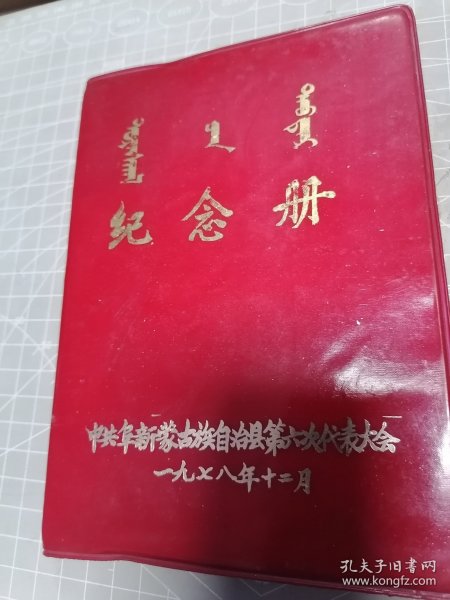 纪念册
中共阜新蒙古族自治县第六次代表大会
一九七八年十二月
孔夫子旧书网
www.kongfz.com